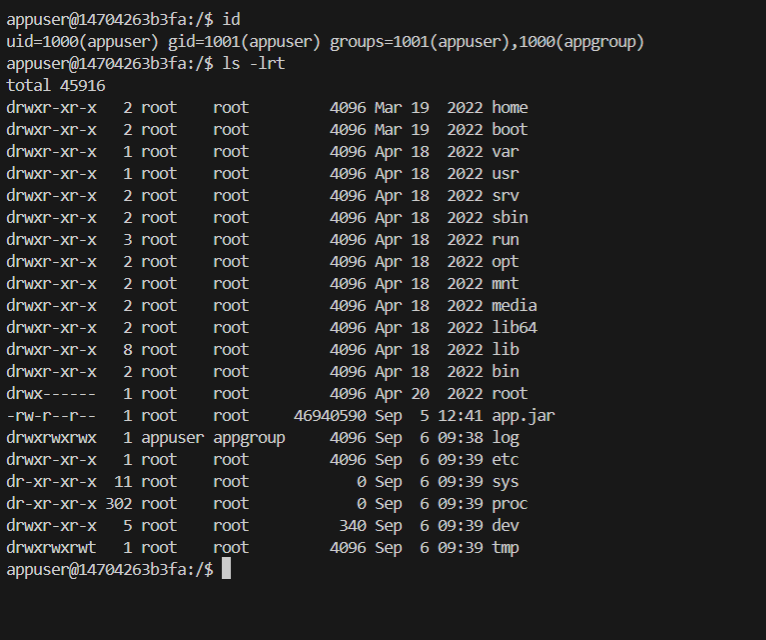 appuser@14704263b3fa:/$ id
uid=1000(appuser) gid=1001(appuser) groups=1001(appuser),1000(appgroup)
appuser@14704263b3fa:/$ ls -lrt
total 45916
drwxr-xr-x   2 root    root         4096 Mar 19  2022 home
drwxr-xr-x   2 root    root         4096 Mar 19  2022 boot
drwxr-xr-x   1 root    root         4096 Apr 18  2022 var
drwxr-xr-x   1 root    root         4096 Apr 18  2022 usr
drwxr-xr-x   2 root    root         4096 Apr 18  2022 srv
drwxr-xr-x   2 root    root         4096 Apr 18  2022 sbin
drwxr-xr-x   3 root    root         4096 Apr 18  2022 run
drwxr-xr-x   2 root    root         4096 Apr 18  2022 opt
drwxr-xr-x   2 root    root         4096 Apr 18  2022 mnt
drwxr-xr-x   2 root    root         4096 Apr 18  2022 media
drwxr-xr-x   2 root    root         4096 Apr 18  2022 lib64
drwxr-xr-x   8 root    root         4096 Apr 18  2022 lib
drwxr-xr-x   2 root    root         4096 Apr 18  2022 bin
drwx------   1 root    root         4096 Apr 20  2022 root
-rw-r--r--   1 root    root     46940590 Sep  5 12:41 app.jar
drwxrwxrwx   1 appuser appgroup     4096 Sep  6 09:38 log
drwxr-xr-x   1 root    root         4096 Sep  6 09:39 etc
dr-xr-xr-x  11 root    root            0 Sep  6 09:39 sys
dr-xr-xr-x 302 root    root            0 Sep  6 09:39 proc
drwxr-xr-x   5 root    root          340 Sep  6 09:39 dev
drwxrwxrwt   1 root    root         4096 Sep  6 09:39 tmp
appuser@14704263b3fa:/$